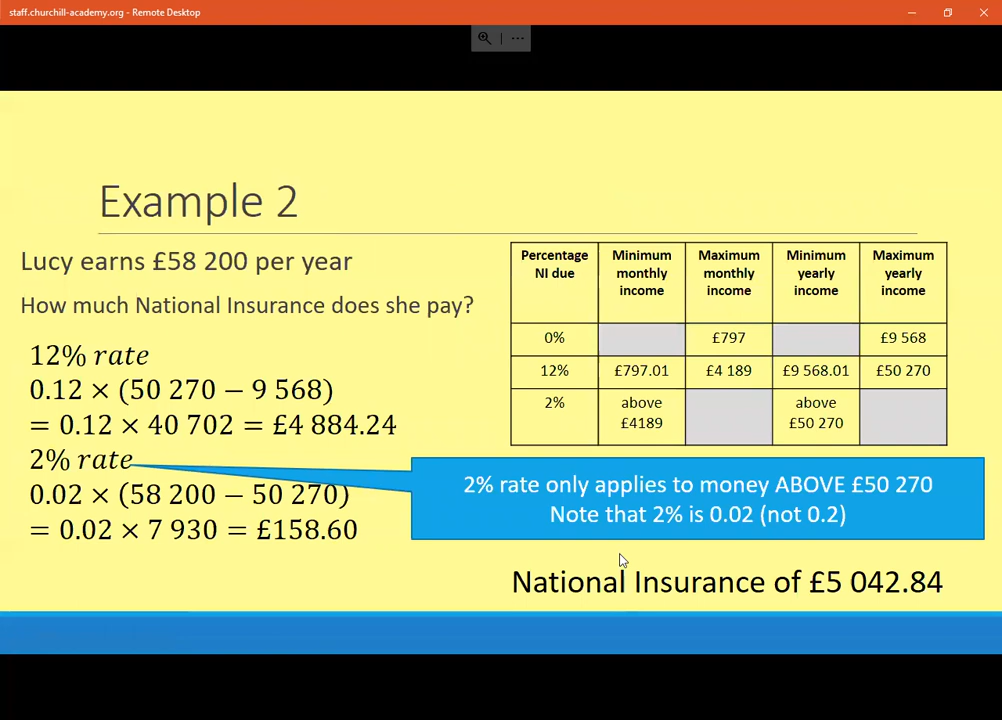 staff.churchill-academy.org - Remote Desktop
Example 2
Lucy earns £58 200 per year
How much National Insurance does she pay?
12% rate
0.12 × (50 270 − 9 568)
= 0.12 × 40 702 = £4 884.24
2% rate
0.02 × (58 200 − 50 270)
= 0.02 × 7 930 = £158.60
Percentage NI due
Minimum monthly income
Maximum monthly income
Minimum yearly income
Maximum yearly income
0% £797 £9 568
12% £797.01 £4 189 £9 568.01 £50 270
2% above £4189 above £50 270
2% rate only applies to money ABOVE £50 270
Note that 2% is 0.02 (not 0.2)
National Insurance of £5 042.84